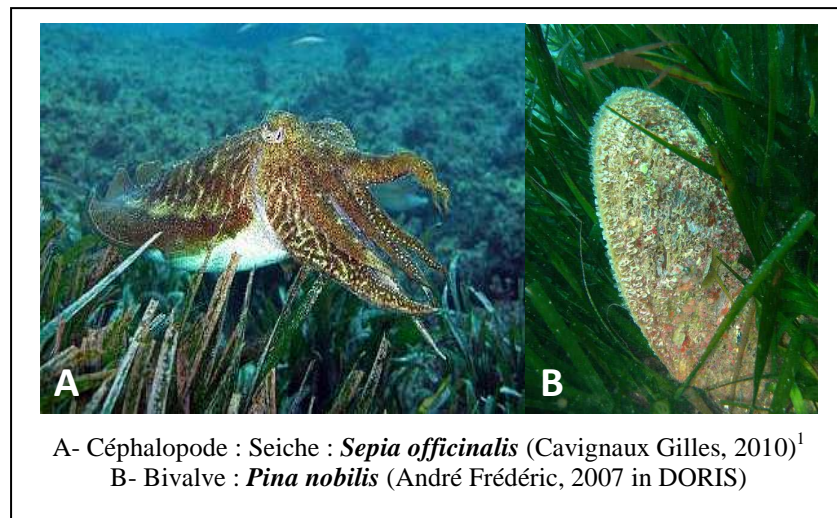 A
B
A- Céphalopode : Seiche : Sepia officinalis (Cavignaux Gilles, 2010)1
B- Bivalve : Pina nobilis (André Frédéric, 2007 in DORIS)